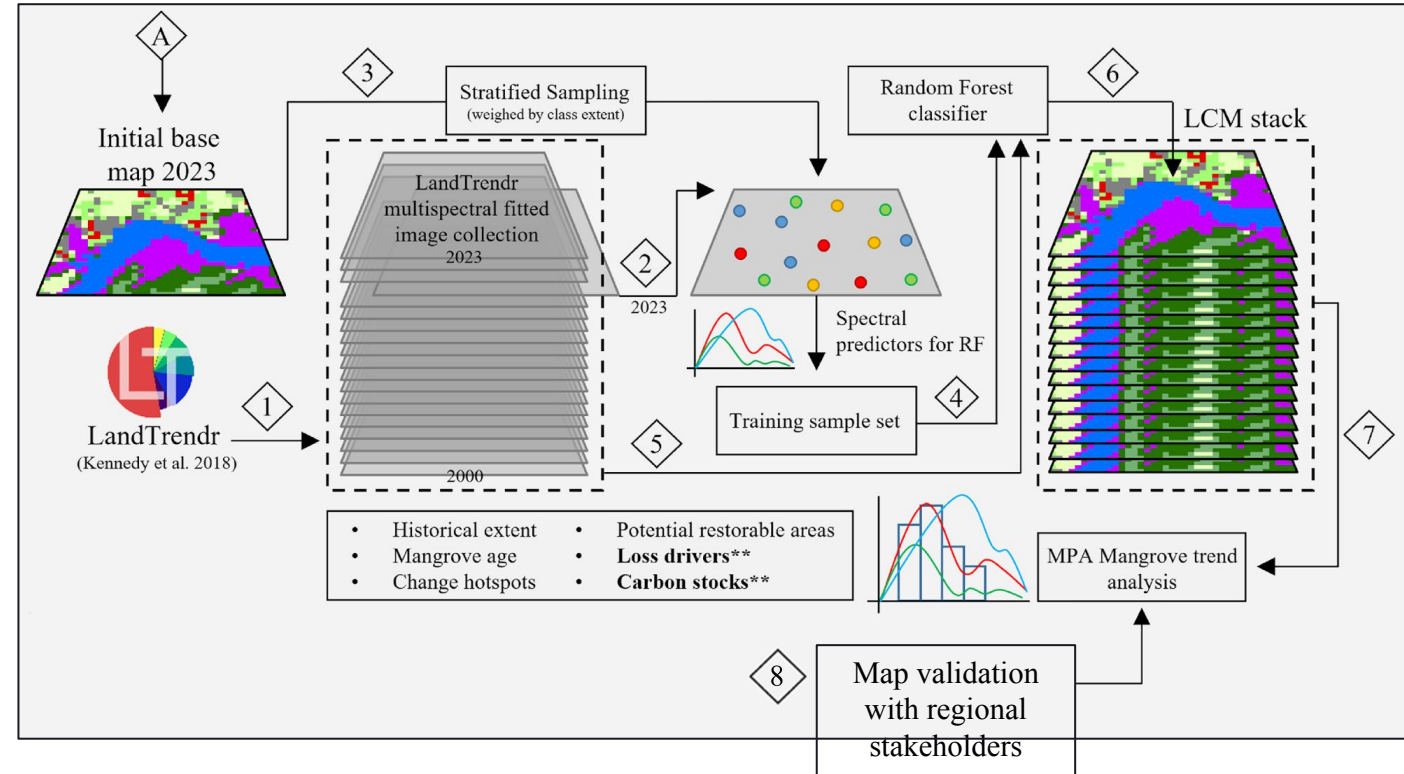 A
3
Stratified Sampling
(weighed by class extent)
Random Forest
classifier
6
LCM stack
Initial base
map 2023
LandTrendr
multispectral fitted
image collection
2023
2
2023
Spectral
predictors for RF
LT
LandTrendr
(Kennedy et al. 2018)
1
Training sample set
4
5
7
2000
• Historical extent
• Mangrove age
• Change hotspots
• Potential restorable areas
• Loss drivers**
• Carbon stocks**
MPA Mangrove trend
analysis
8
Map validation
with regional
stakeholders